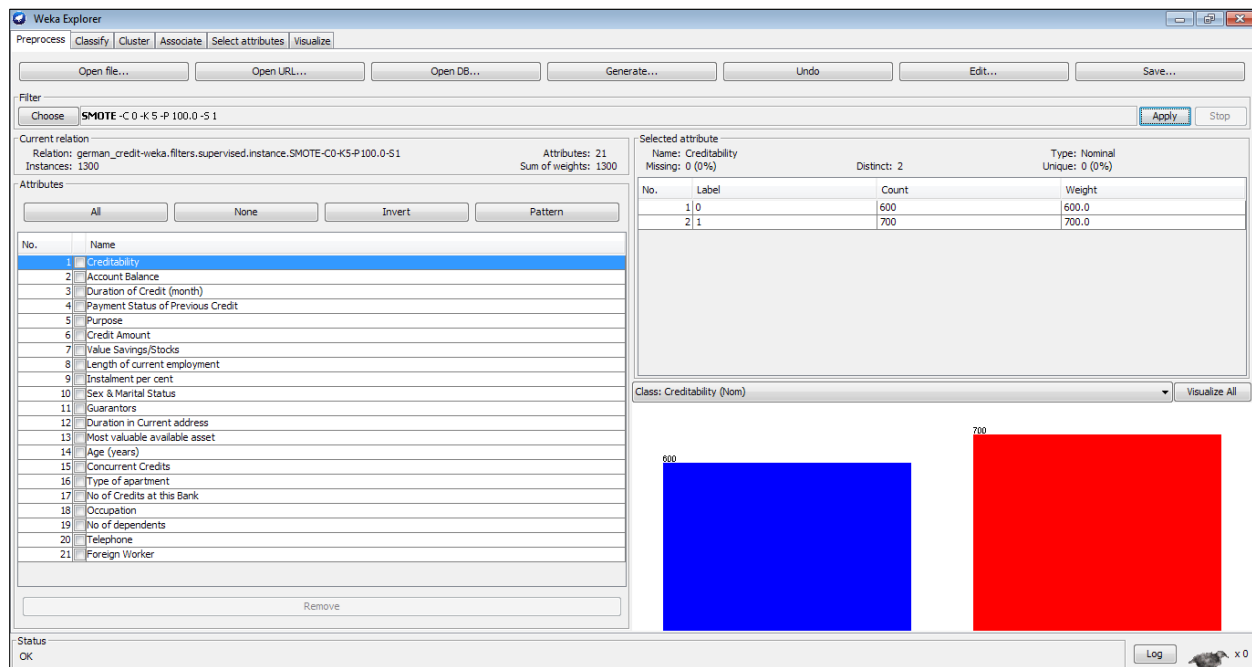 Weka Explorer
Preprocess Classify Cluster Associate Select attributes Visualize
Open file... Open URL... Open DB... Generate... Undo Edit... Save...
Filter
Choose SMOTE -C 0 -K 5 -P 100.0 -S 1 Apply Stop
Current relation
Relation: german_credit-weka.filters.supervised.instance.SMOTE-C0-K5-P100.0-S1 Attributes: 21
Instances: 1300 Sum of weights: 1300
Attributes
All None Invert Pattern
No. Name
1 Creditability
2 Account Balance
3 Duration of Credit (month)
4 Payment Status of Previous Credit
5 Purpose
6 Credit Amount
7 Value Savings/Stocks
8 Length of current employment
9 Instalment per cent
10 Sex & Marital Status
11 Guarantors
12 Duration in Current address
13 Most valuable available asset
14 Age (years)
15 Concurrent Credits
16 Type of apartment
17 No of Credits at this Bank
18 Occupation
19 No of dependents
20 Telephone
21 Foreign Worker
Remove
Selected attribute
Name: Creditability Type: Nominal
Missing: 0 (0%) Distinct: 2 Unique: 0 (0%)
No. Label Count Weight
1 0 600 600.0
2 1 700 700.0
Class: Creditability (Nom) Visualize All
600
700
Status
OK
Log x 0